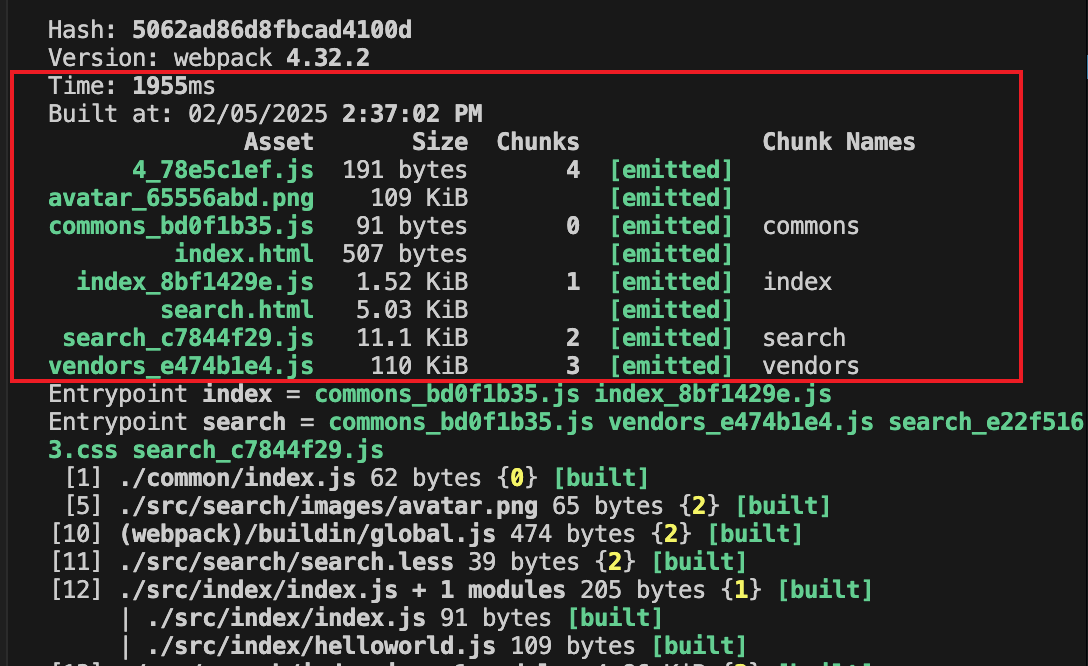 Hash: 5062ad86d8fbcad4100d
Version: webpack 4.32.2
Time: 1955ms
Built at: 02/05/2025 2:37:02 PM
Asset Size Chunks Chunk Names
4_78e5c1ef.js 191 bytes 4 [emitted]
avatar_65556abd.png 109 KiB [emitted]
commons_bd0f1b35.js 91 bytes 0 [emitted] commons
index.html 507 bytes [emitted]
index_8bf1429e.js 1.52 KiB 1 [emitted] index
search.html 5.03 KiB [emitted]
search_c7844f29.js 11.1 KiB 2 [emitted] search
vendors_e474b1e4.js 110 KiB 3 [emitted] vendors
Entrypoint index = commons_bd0f1b35.js index_8bf1429e.js
Entrypoint search = commons_bd0f1b35.js vendors_e474b1e4.js search_e22f516
3.css search_c7844f29.js
[1] ./common/index.js 62 bytes {0} [built]
[5] ./src/search/images/avatar.png 65 bytes {2} [built]
[10] (webpack)/buildin/global.js 474 bytes {2} [built]
[11] ./src/search/search.less 39 bytes {2} [built]
[12] ./src/index/index.js + 1 modules 205 bytes {1} [built]
| ./src/index/index.js 91 bytes [built]
| ./src/index/helloworld.js 109 bytes [built]